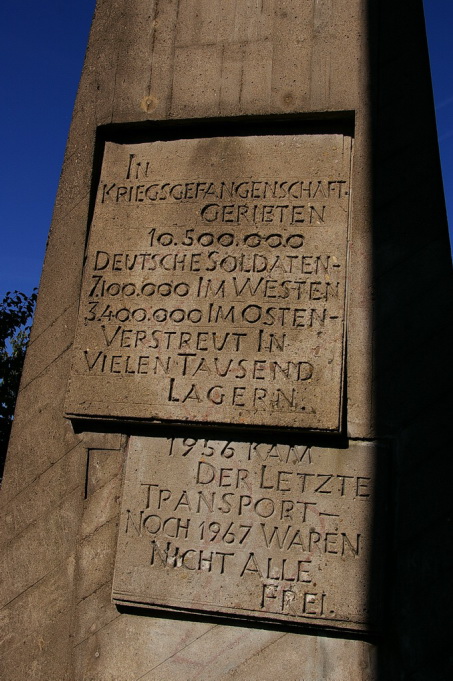 IN
KRIEGSGEFANGENSCHAFT
GERIETEN
10.500.000
DEUTSCHE SOLDATEN-
7.100.000 IM WESTEN
3.400.000 IM OSTEN-
VERSTREUT IN
VIELEN TAUSEND
LAGERN.
1956 KAM
DER LETZTE
TRANSPORT-
NOCH 1967 WAREN
NICHT ALLE
FREI.